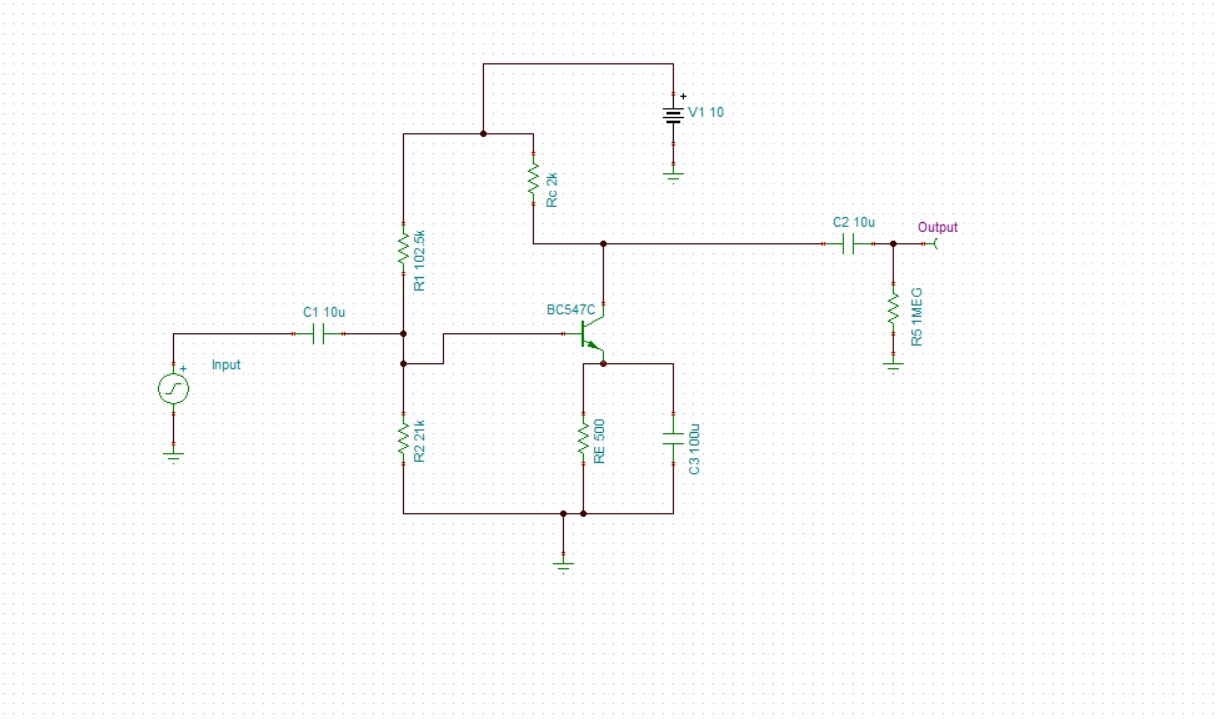 V1 10
Rc 2k
C2 10u
Output
R1 102.5k
C1 10u
BC547C
R5 1MEG
Input
R2 21k
RE 500
C3 100u